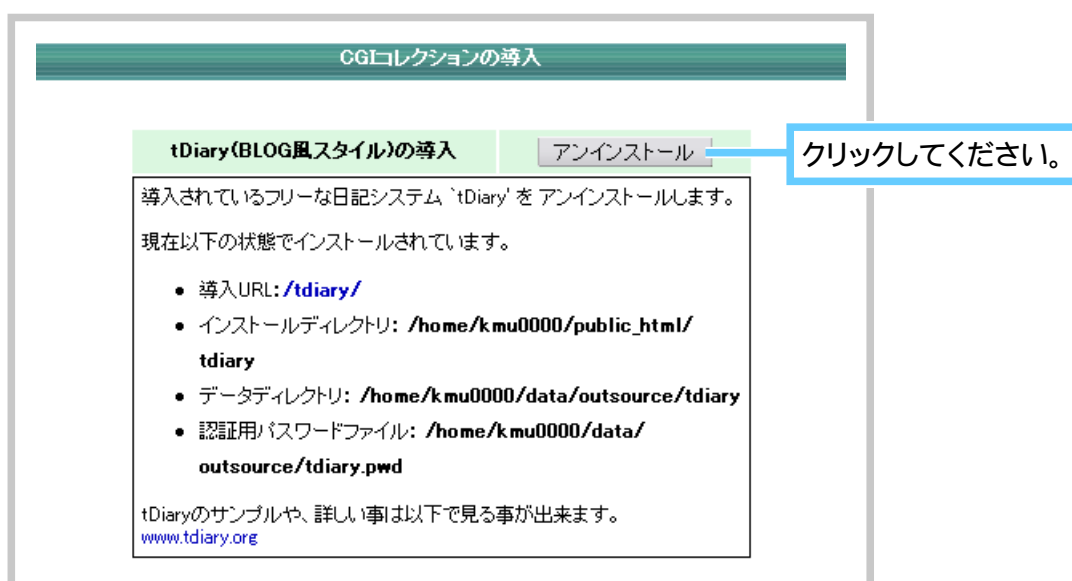 CGIコレクションの導入
tDiary(BLOG風スタイル)の導入
アンインストール
クリックしてください。
導入されているフリーな日記システム `tDiary' を アンインストールします。
現在以下の状態でインストールされています。
● 導入URL: /tdiary/
● インストールディレクトリ: /home/kmu0000/public_html/
tdiary
● データディレクトリ: /home/kmu0000/data/outsource/tdiary
● 認証用パスワードファイル: /home/kmu0000/data/
outsource/tdiary.pwd
tDiaryのサンプルや、詳しい事は以下で見る事が出来ます。
www.tdiary.org